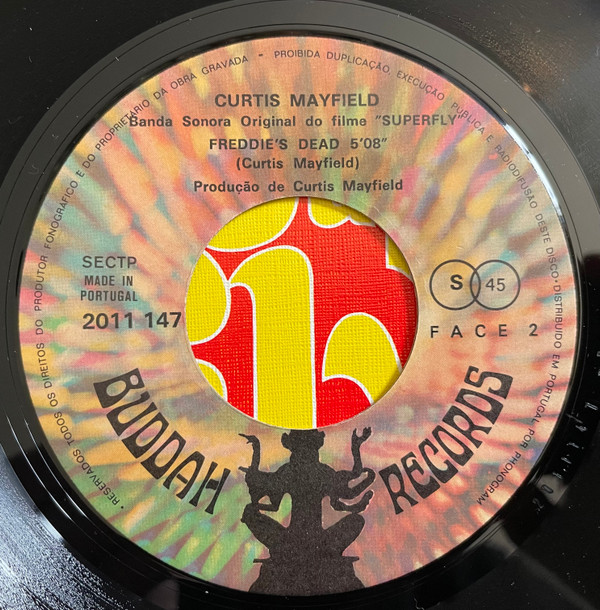 RESERVADOS TODOS OS DIREITOS DO PRODUTOR FONOGRÁFICO E DO PROPRIETÁRIO DA OBRA GRAVADA - PROIBIDA DUPLICAÇÃO, EXECUÇÃO PÚBLICA E RADIODIFUSÃO DESTE DISCO · DISTRIBUIDO EM PORTUGAL POR PHONOGRAM
CURTIS MAYFIELD
Banda Sonora Original do filme "SUPERFLY"
FREDDIE'S DEAD 5'08"
(Curtis Mayfield)
Produção de Curtis Mayfield
SECTP
MADE IN
PORTUGAL
2011 147
S 45
FACE 2
BUDDAH RECORDS